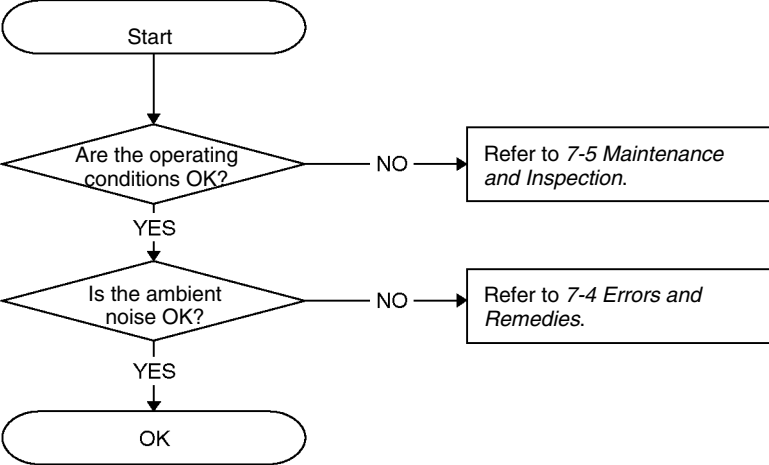 Start
Are the operating
conditions OK?
NO
Refer to 7-5 Maintenance
and Inspection.
YES
Is the ambient
noise OK?
NO
Refer to 7-4 Errors and
Remedies.
YES
OK